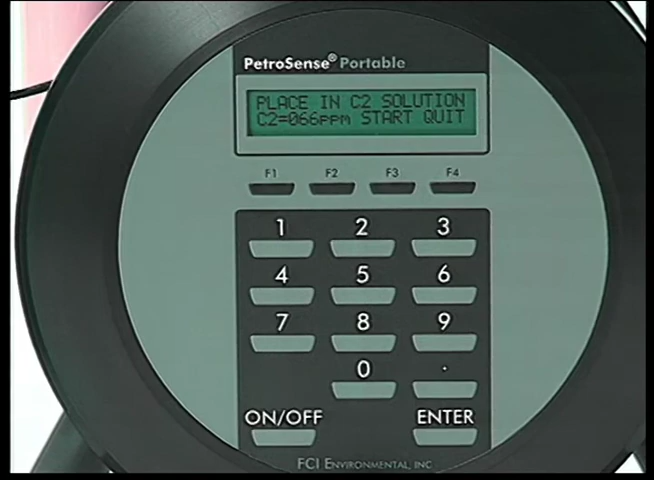 PetroSense® Portable
PLACE IN C2 SOLUTION
C2=066ppm START QUIT
F1 F2 F3 F4
1 2 3
4 5 6
7 8 9
0 .
ON/OFF ENTER
FCI ENVIRONMENTAL, INC